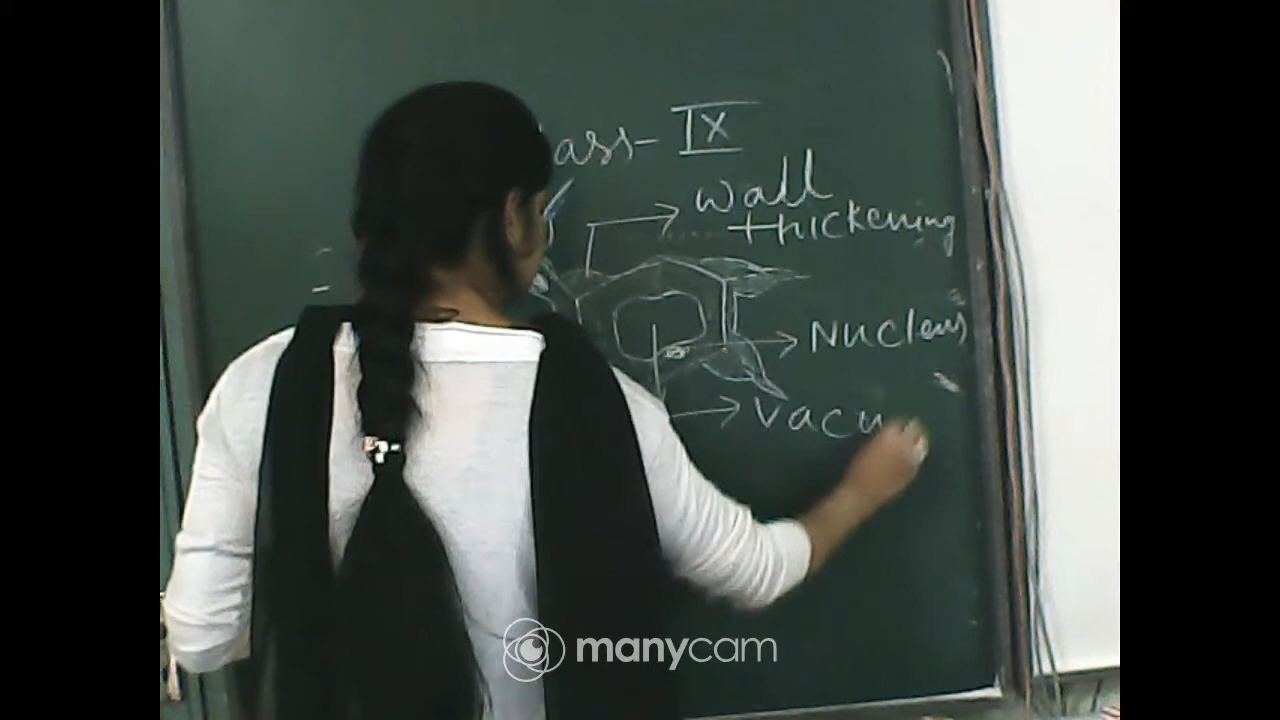 ass- IX
Wall
thickening
Nucleus
Vacu
manycam